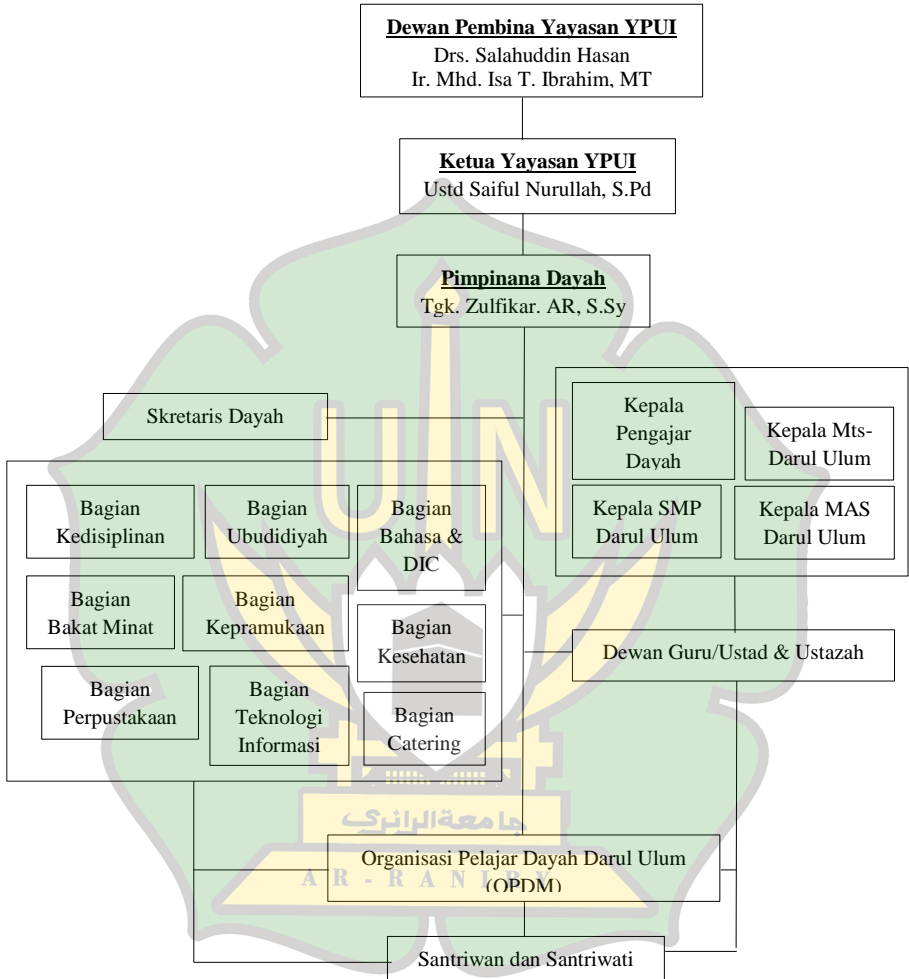 Dewan Pembina Yayasan YPUI
Drs. Salahuddin Hasan
Ir. Mhd. Isa T. Ibrahim, MT
Ketua Yayasan YPUI
Ustd Saiful Nurullah, S.Pd
Pimpinana Dayah
Tgk. Zulfikar. AR, S.Sy
Skretaris Dayah
Kepala
Pengajar
Dayah
Kepala Mts-
Darul Ulum
Kepala SMP
Darul Ulum
Kepala MAS
Darul Ulum
Bagian
Kedisiplinan
Bagian
Ubudidiyah
Bagian
Bahasa &
DIC
Bagian
Bakat Minat
Bagian
Kepramukaan
Bagian
Kesehatan
Bagian
Perpustakaan
Bagian
Teknologi
Informasi
Bagian
Catering
Dewan Guru/Ustad & Ustazah
Organisasi Pelajar Dayah Darul Ulum
(OPDM)
Santriwan dan Santriwati
UIN
جامعة الرانري
AR-RANIRY